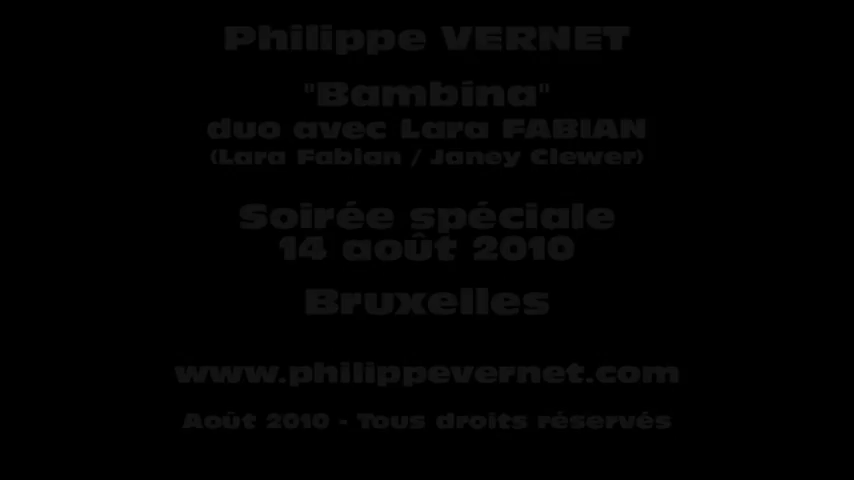 Philippe VERNET
"Bambina"
duo avec Lara FABIAN
(Lara Fabian / Janey Clewer)
Soirée spéciale
14 août 2010
Bruxelles
www.philippevernet.com
Août 2010 - Tous droits réservés